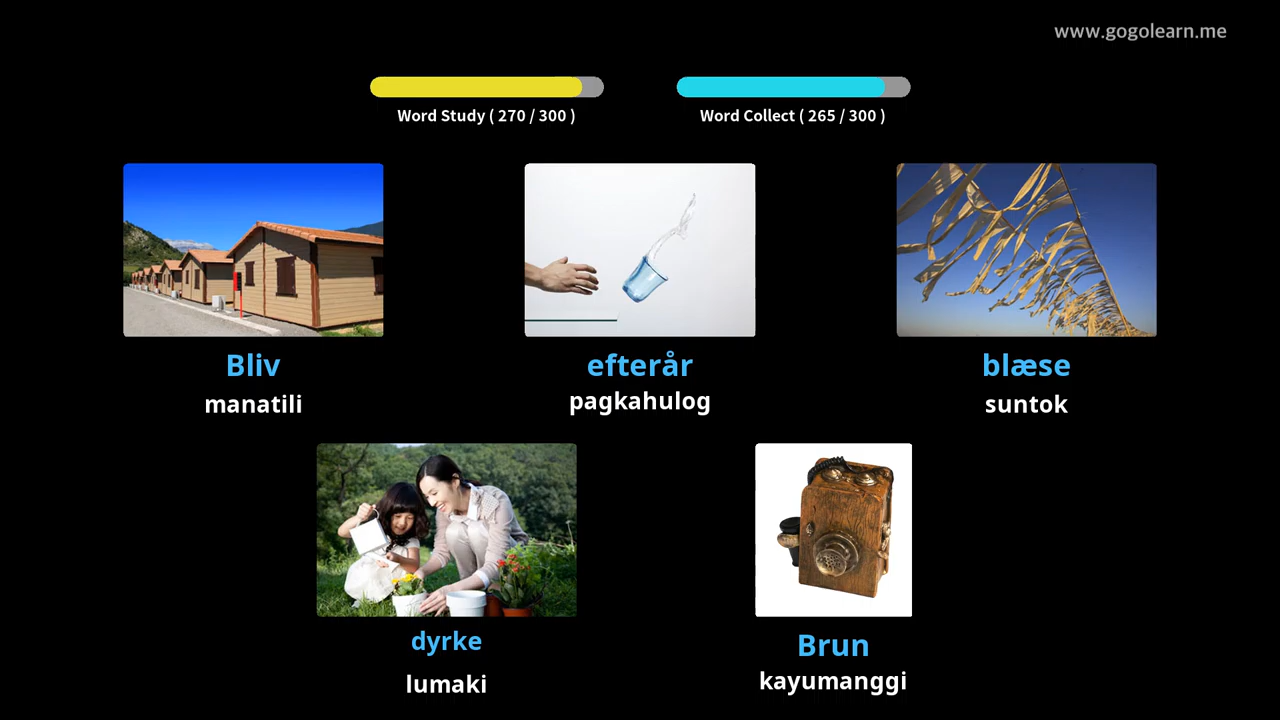 www.gogolearn.me
Word Study ( 270 / 300 )
Word Collect ( 265 / 300 )
Bliv
manatili
efterår
pagkahulog
blæse
suntok
dyrke
lumaki
Brun
kayumanggi